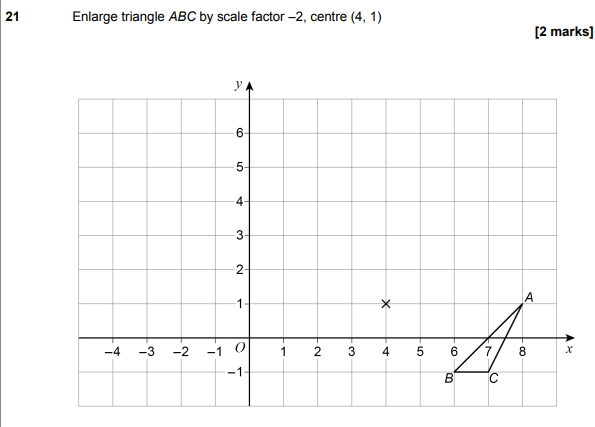 21 Enlarge triangle ABC by scale factor –2, centre (4, 1)
[2 marks]
y
6
5
4
3
2
1
A
O
–4 –3 –2 –1 1 2 3 4 5 6 7 8 x
–1
B C